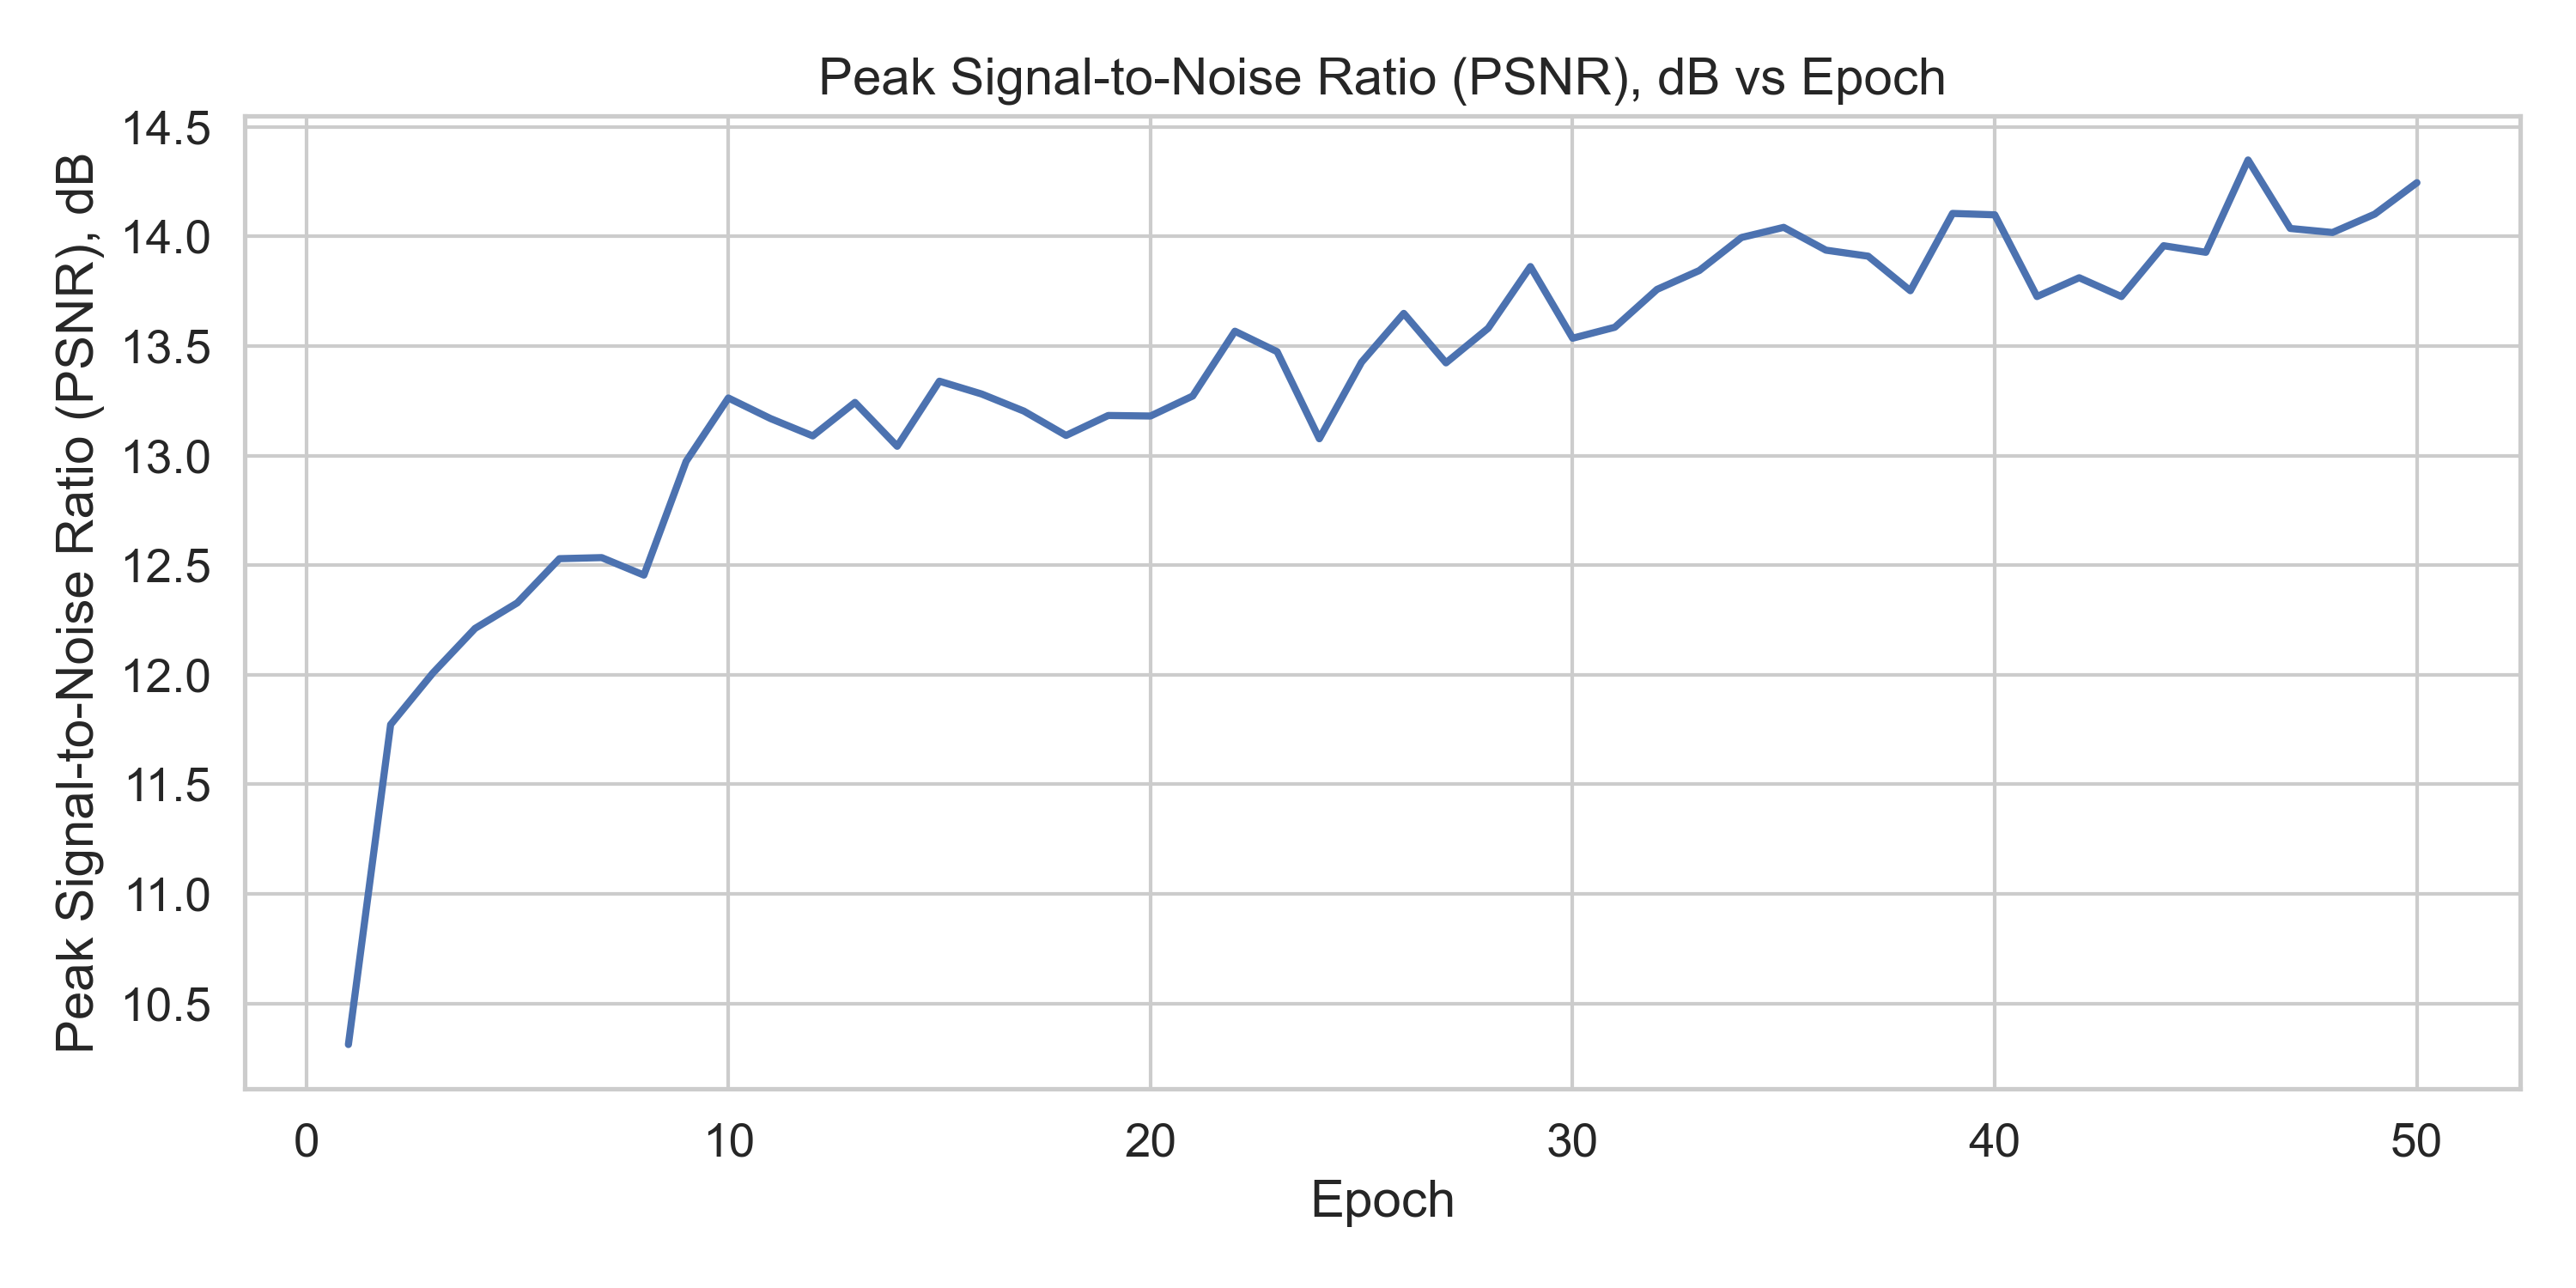 Peak Signal-to-Noise Ratio (PSNR), dB vs Epoch
Peak Signal-to-Noise Ratio (PSNR), dB
14.5
14.0
13.5
13.0
12.5
12.0
11.5
11.0
10.5
0 10 20 30 40 50
Epoch